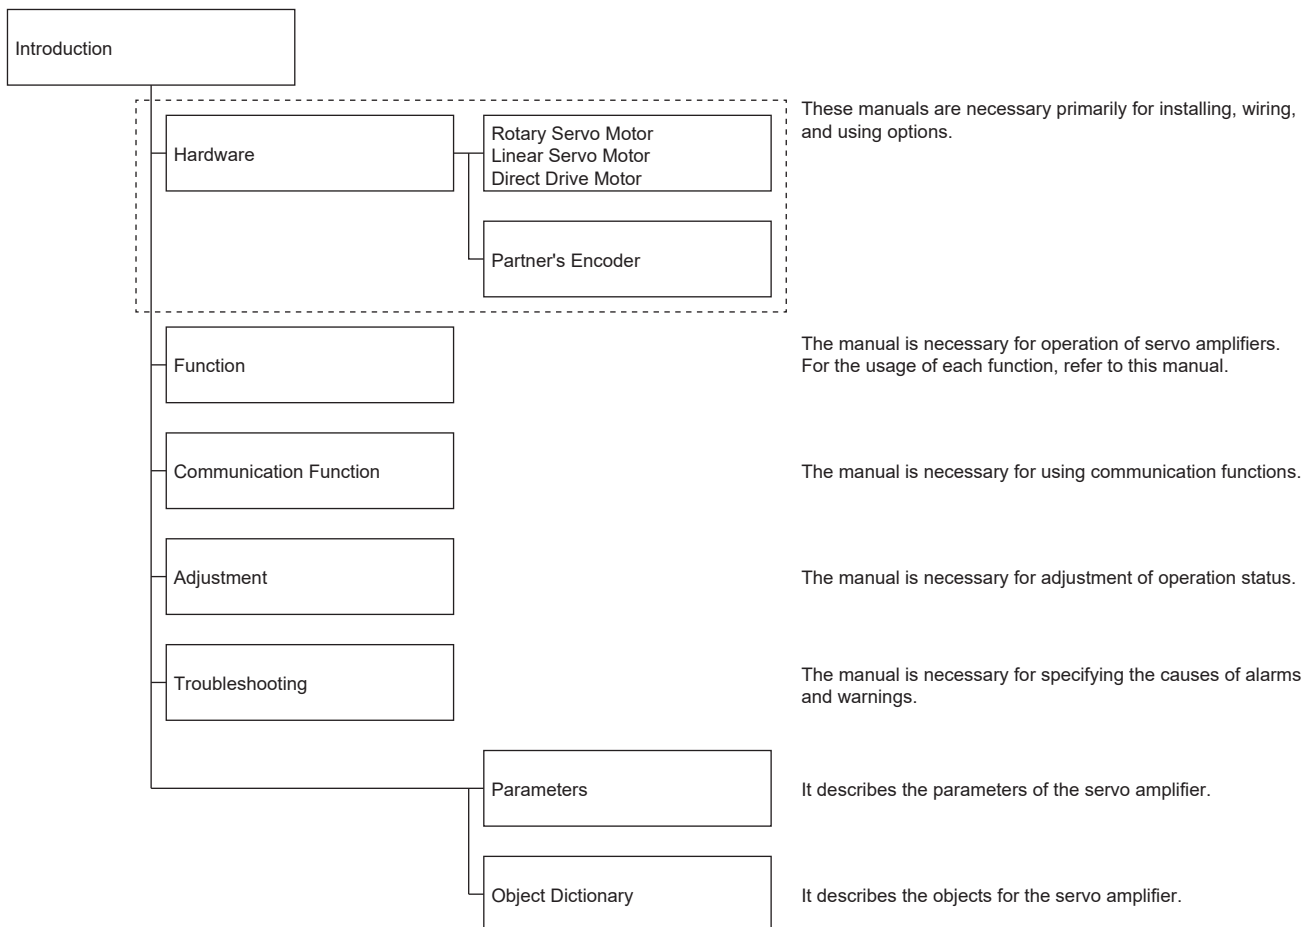 Introduction
These manuals are necessary primarily for installing, wiring,
and using options.
Hardware
Rotary Servo Motor
Linear Servo Motor
Direct Drive Motor
Partner's Encoder
Function
The manual is necessary for operation of servo amplifiers.
For the usage of each function, refer to this manual.
Communication Function
The manual is necessary for using communication functions.
Adjustment
The manual is necessary for adjustment of operation status.
Troubleshooting
The manual is necessary for specifying the causes of alarms
and warnings.
Parameters
It describes the parameters of the servo amplifier.
Object Dictionary
It describes the objects for the servo amplifier.